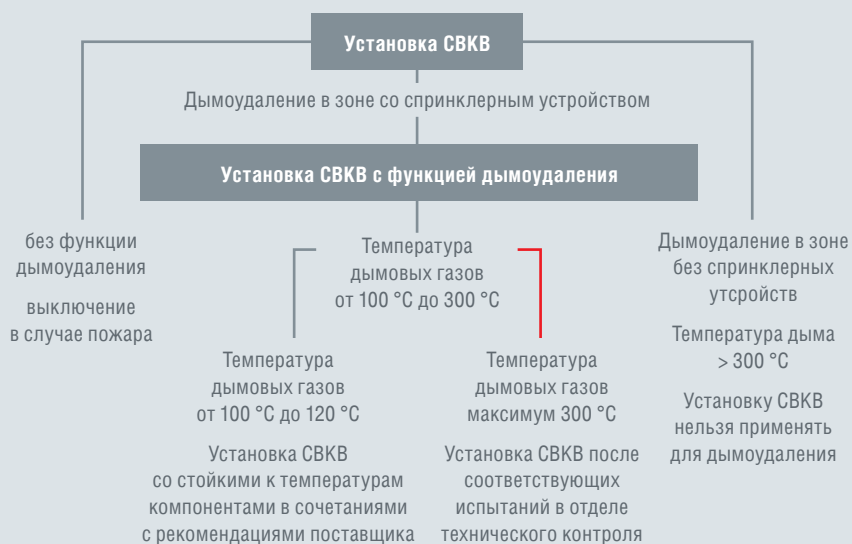 Установка СВКВ
Дымоудаление в зоне со спринклерным устройством
Установка СВКВ с функцией дымоудаления
без функции
дымоудаления
выключение
в случае пожара
Температура
дымовых газов
от 100 °C до 300 °C
Температура
дымовых газов
от 100 °C до 120 °C
Установка СВКВ
со стойкими к температурам
компонентами в сочетаниями
с рекомендациями поставщика
Температура
дымовых газов
максимум 300 °C
Установка СВКВ после
соответствующих
испытаний в отделе
технического контроля
Дымоудаление в зоне
без спринклерных
утсройств
Температура дыма
> 300 °C
Установку СВКВ
нельзя применять
для дымоудаления